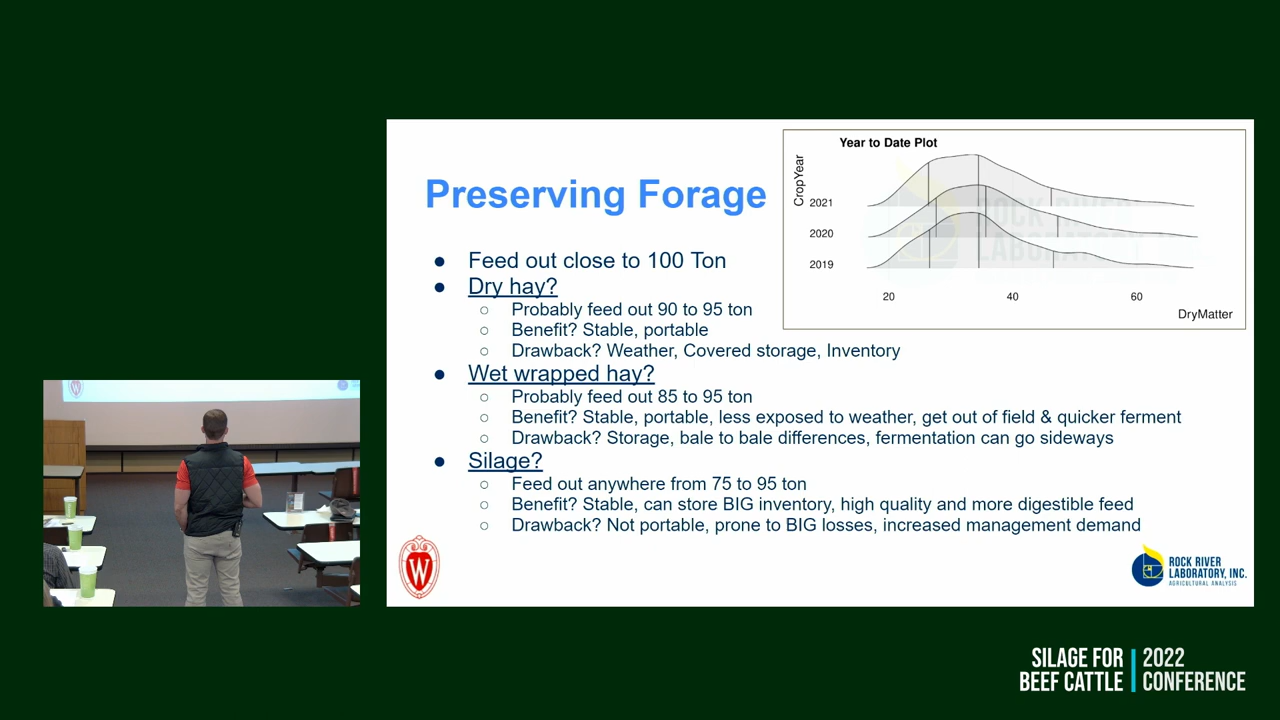 Preserving Forage
● Feed out close to 100 Ton
● Dry hay?
○ Probably feed out 90 to 95 ton
○ Benefit? Stable, portable
○ Drawback? Weather, Covered storage, Inventory
● Wet wrapped hay?
○ Probably feed out 85 to 95 ton
○ Benefit? Stable, portable, less exposed to weather, get out of field & quicker ferment
○ Drawback? Storage, bale to bale differences, fermentation can go sideways
● Silage?
○ Feed out anywhere from 75 to 95 ton
○ Benefit? Stable, can store BIG inventory, high quality and more digestible feed
○ Drawback? Not portable, prone to BIG losses, increased management demand
Year to Date Plot
CropYear
2021
2020
2019
ROCK RIVER
LABORATORY
20 40 60
DryMatter
W
ROCK RIVER
LABORATORY, INC.
AGRICULTURAL ANALYSIS
SILAGE FOR
BEEF CATTLE
2022
CONFERENCE